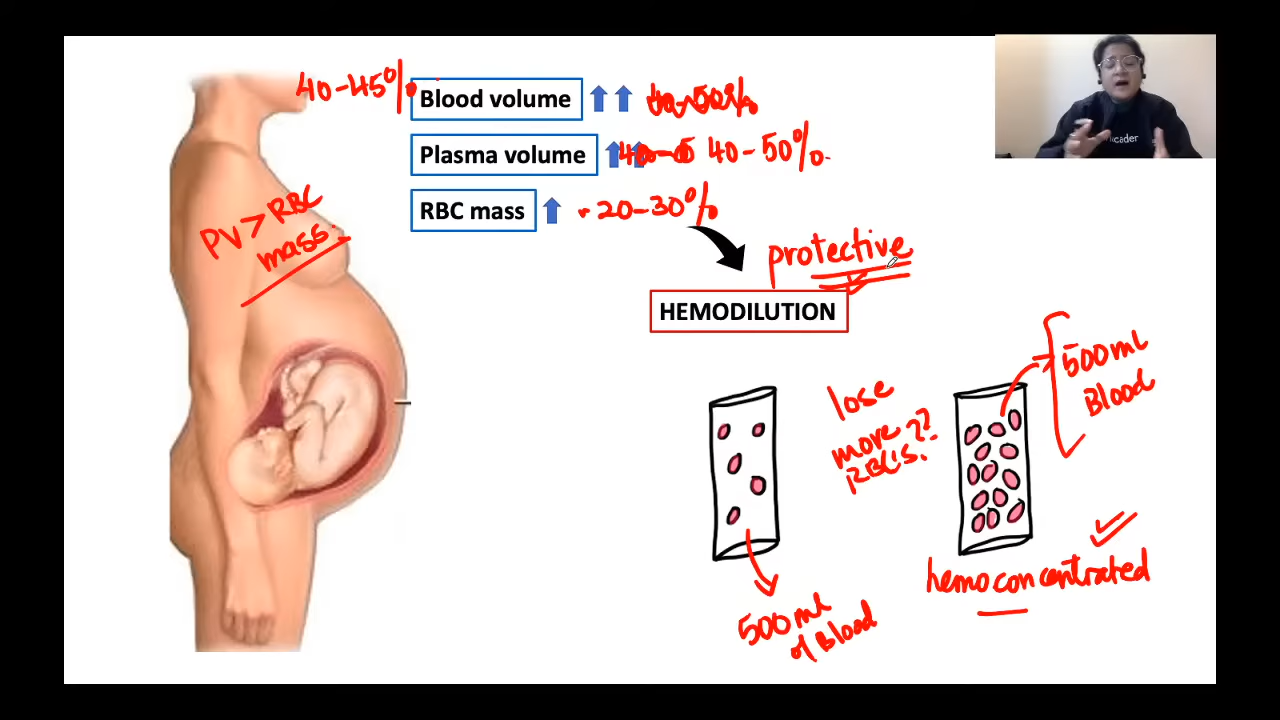 40-45%
Blood volume
Plasma volume
40-50%
RBC mass
20-30%
PV > RBC
mass
protective
HEMODILUTION
lose
more
RBC's??
500ml
Blood
500ml
of Blood
hemoconcentrated